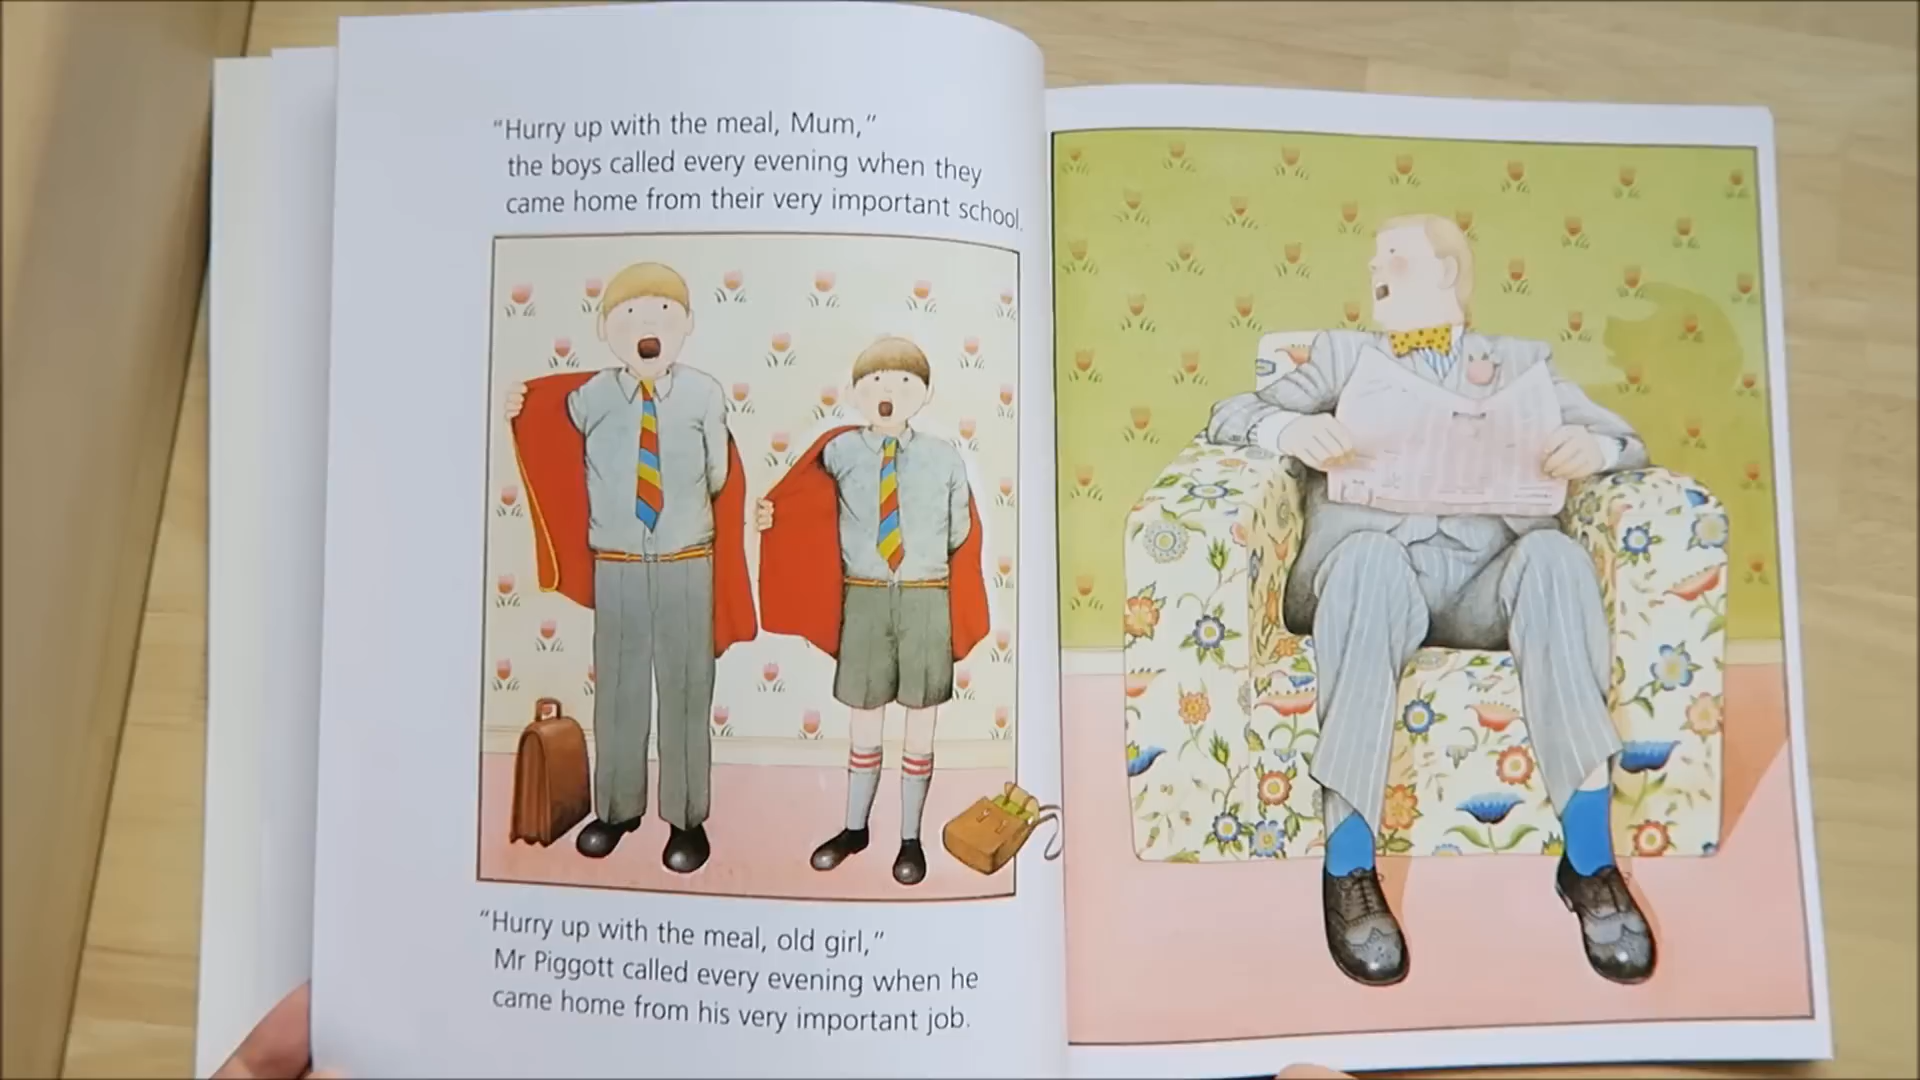 “Hurry up with the meal, Mum,”
the boys called every evening when they
came home from their very important school.
“Hurry up with the meal, old girl,”
Mr Piggott called every evening when he
came home from his very important job.